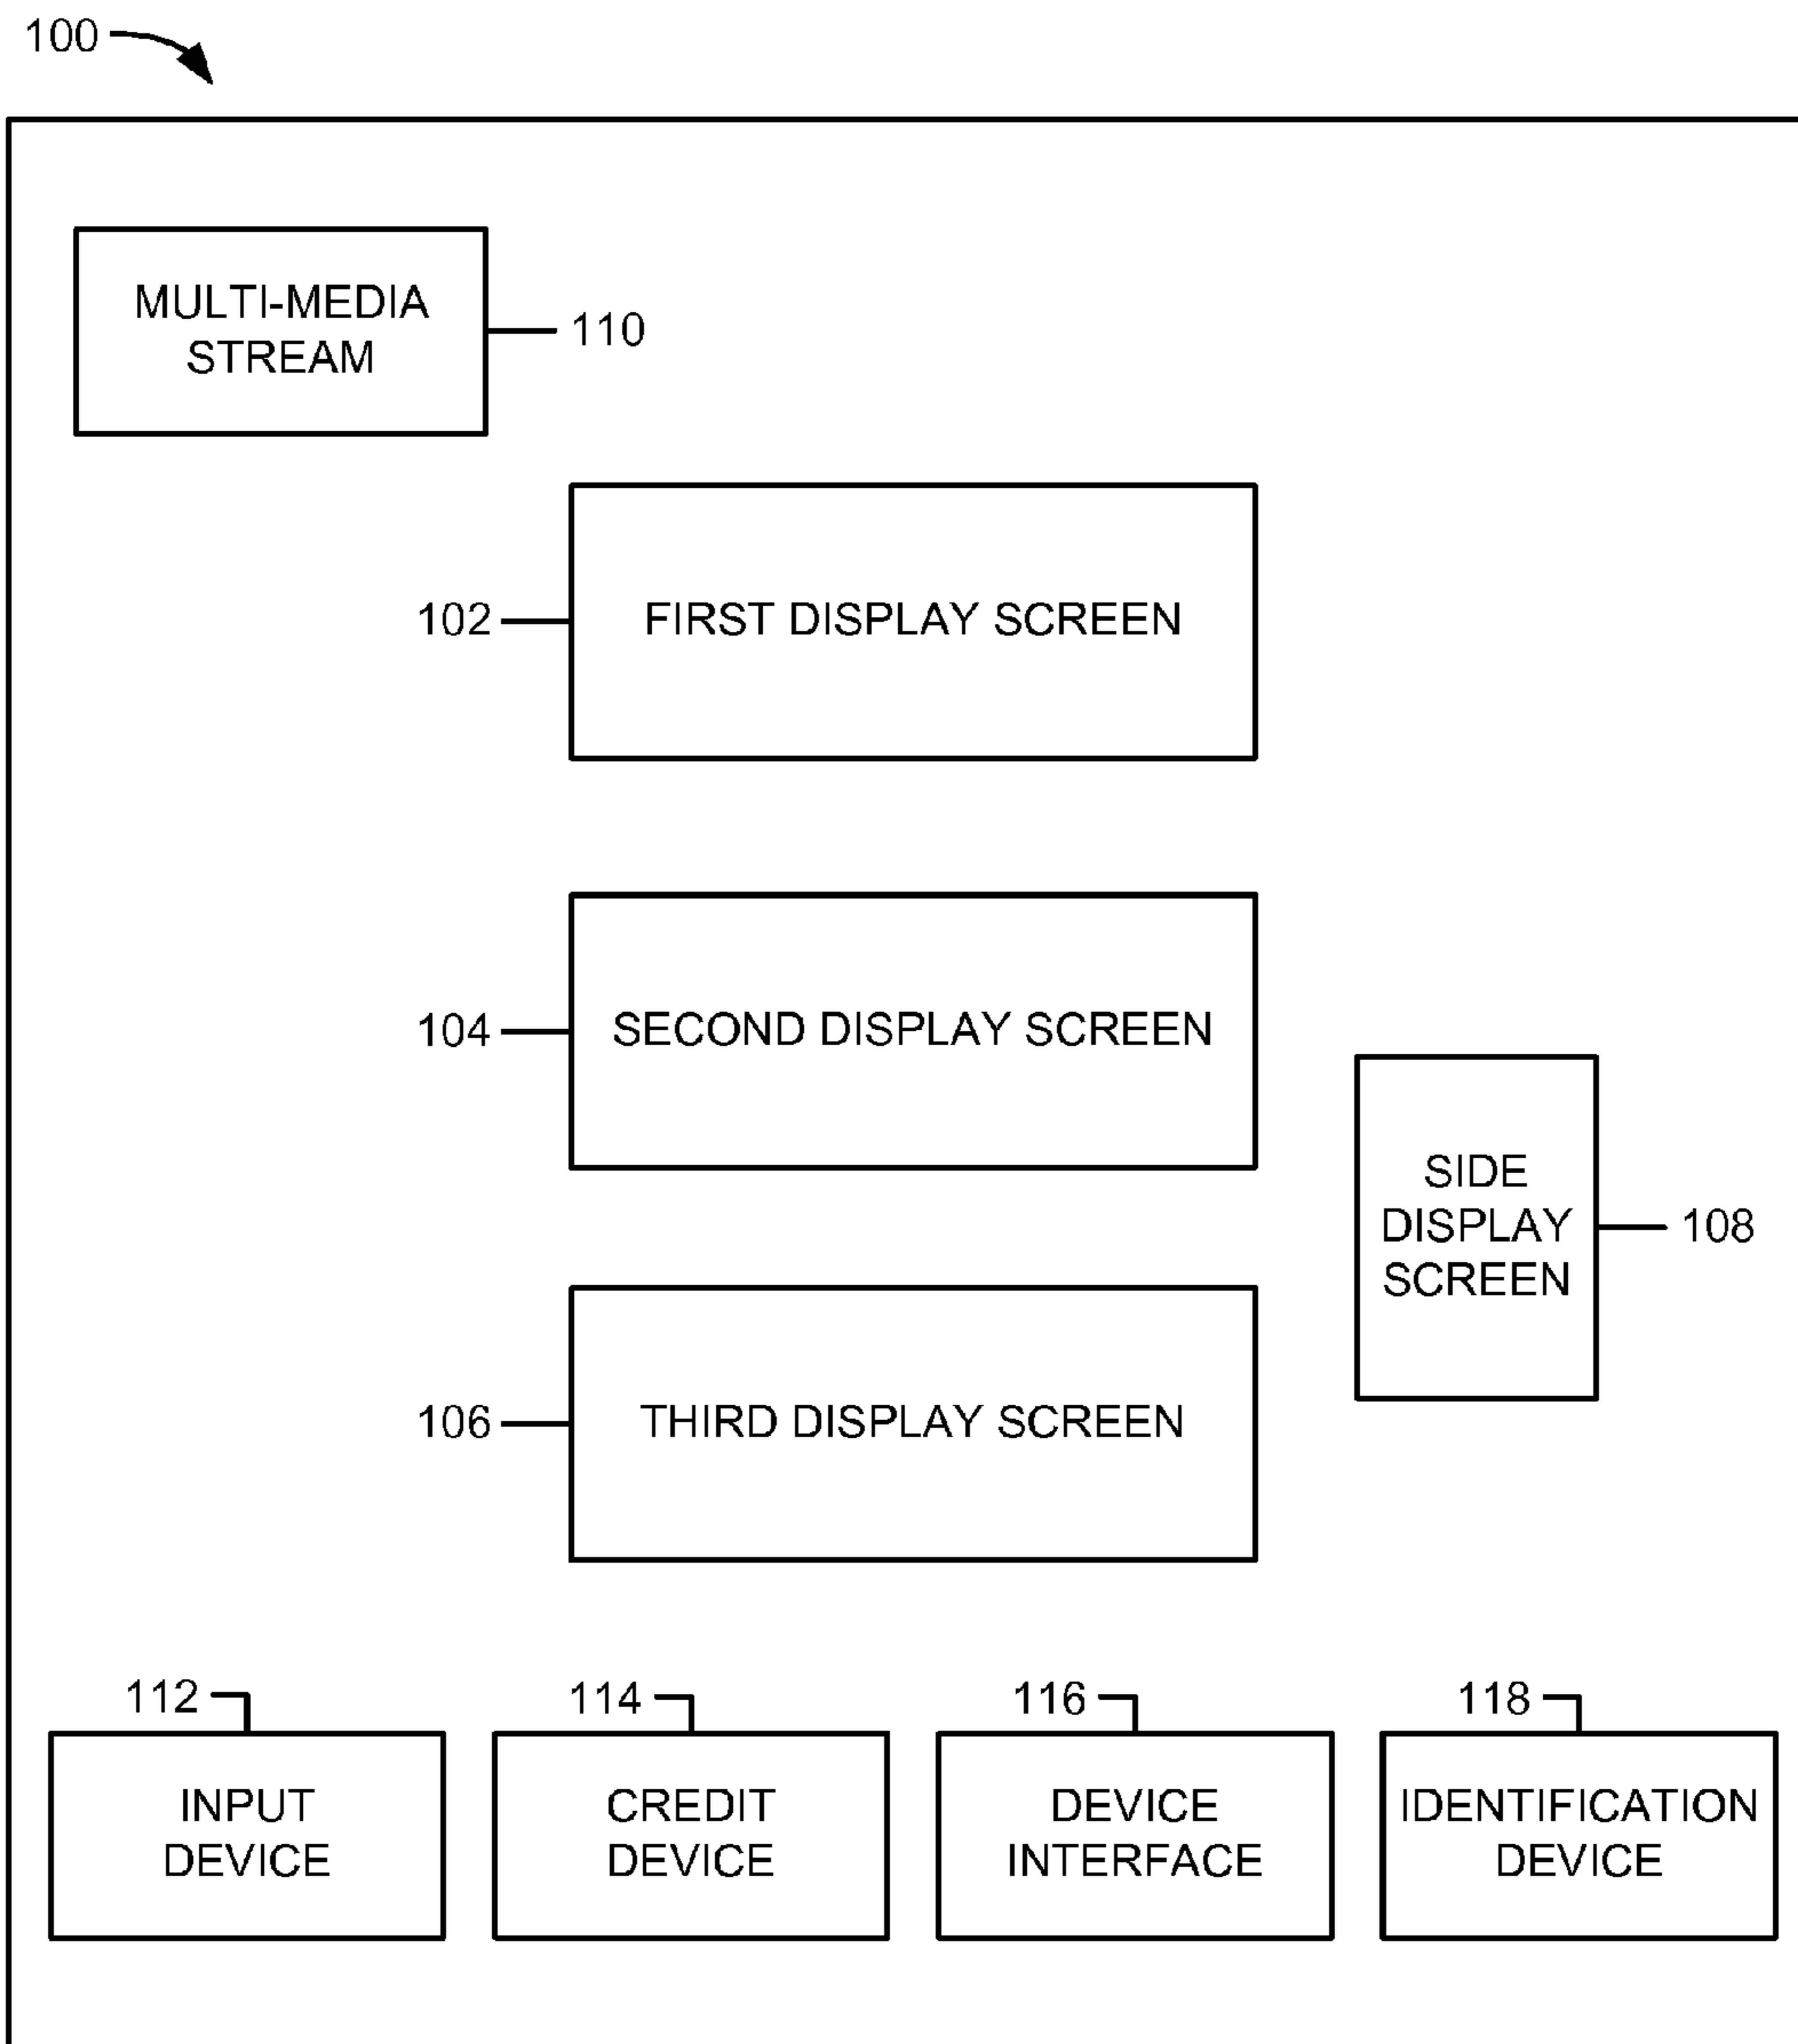 100
MULTI-MEDIA
STREAM
110
102
FIRST DISPLAY SCREEN
104
SECOND DISPLAY SCREEN
SIDE
DISPLAY
SCREEN
108
106
THIRD DISPLAY SCREEN
112
INPUT
DEVICE
114
CREDIT
DEVICE
116
DEVICE
INTERFACE
118
IDENTIFICATION
DEVICE